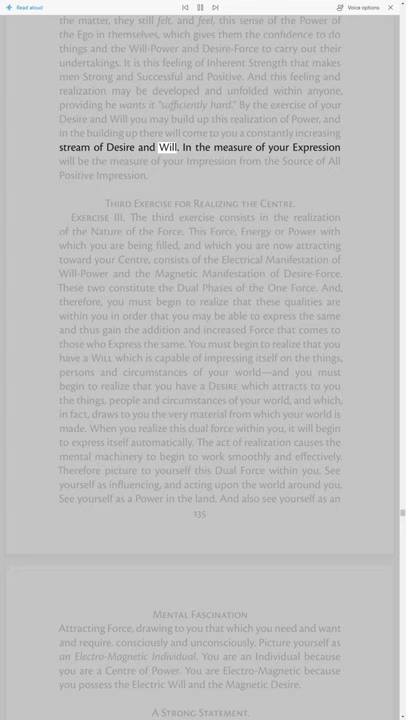 Read aloud
Voice options
the matter, they still felt, and feel, this sense of the Power of
the Ego in themselves, which gives them the confidence to do
things and the Will-Power and Desire-Force to carry out their
undertakings. It is this feeling of Inherent Strength that makes
men Strong and Successful and Positive. And this feeling and
realization may be developed and unfolded within anyone,
providing he wants it "sufficiently hard." By the exercise of your
Desire and Will you may build up this realization of Power, and
in the building up there will come to you a constantly increasing
stream of Desire and Will. In the measure of your Expression
will be the measure of your Impression from the Source of All
Positive Impression.
Third Exercise for Realizing the Centre.
Exercise III. The third exercise consists in the realization
of the Nature of the Force. This Force, Energy or Power with
which you are being filled, and which you are now attracting
toward your Centre, consists of the Electrical Manifestation of
Will-Power and the Magnetic Manifestation of Desire-Force.
These two constitute the Dual Phases of the One Force. And,
therefore, you must begin to realize that these qualities are
within you in order that you may be able to express the same
and thus gain the addition and increased Force that comes to
those who Express the same. You must begin to realize that you
have a Will which is capable of impressing itself on the things,
persons and circumstances of your world—and you must
begin to realize that you have a Desire which attracts to you
the things, people and circumstances of your world, and which,
in fact, draws to you the very material from which your world is
made. When you realize this dual force within you, it will begin
to express itself automatically. The act of realization causes the
mental machinery to begin to work smoothly and effectively.
Therefore picture to yourself this Dual Force within you. See
yourself as influencing, and acting upon the world around you.
See yourself as a Power in the land. And also see yourself as an
135
Mental Fascination
Attracting Force, drawing to you that which you need and want
and require, consciously and unconsciously. Picture yourself as
an Electro-Magnetic Individual. You are an Individual because
you are a Centre of Power. You are Electro-Magnetic because
you possess the Electric Will and the Magnetic Desire.
A Strong Statement.